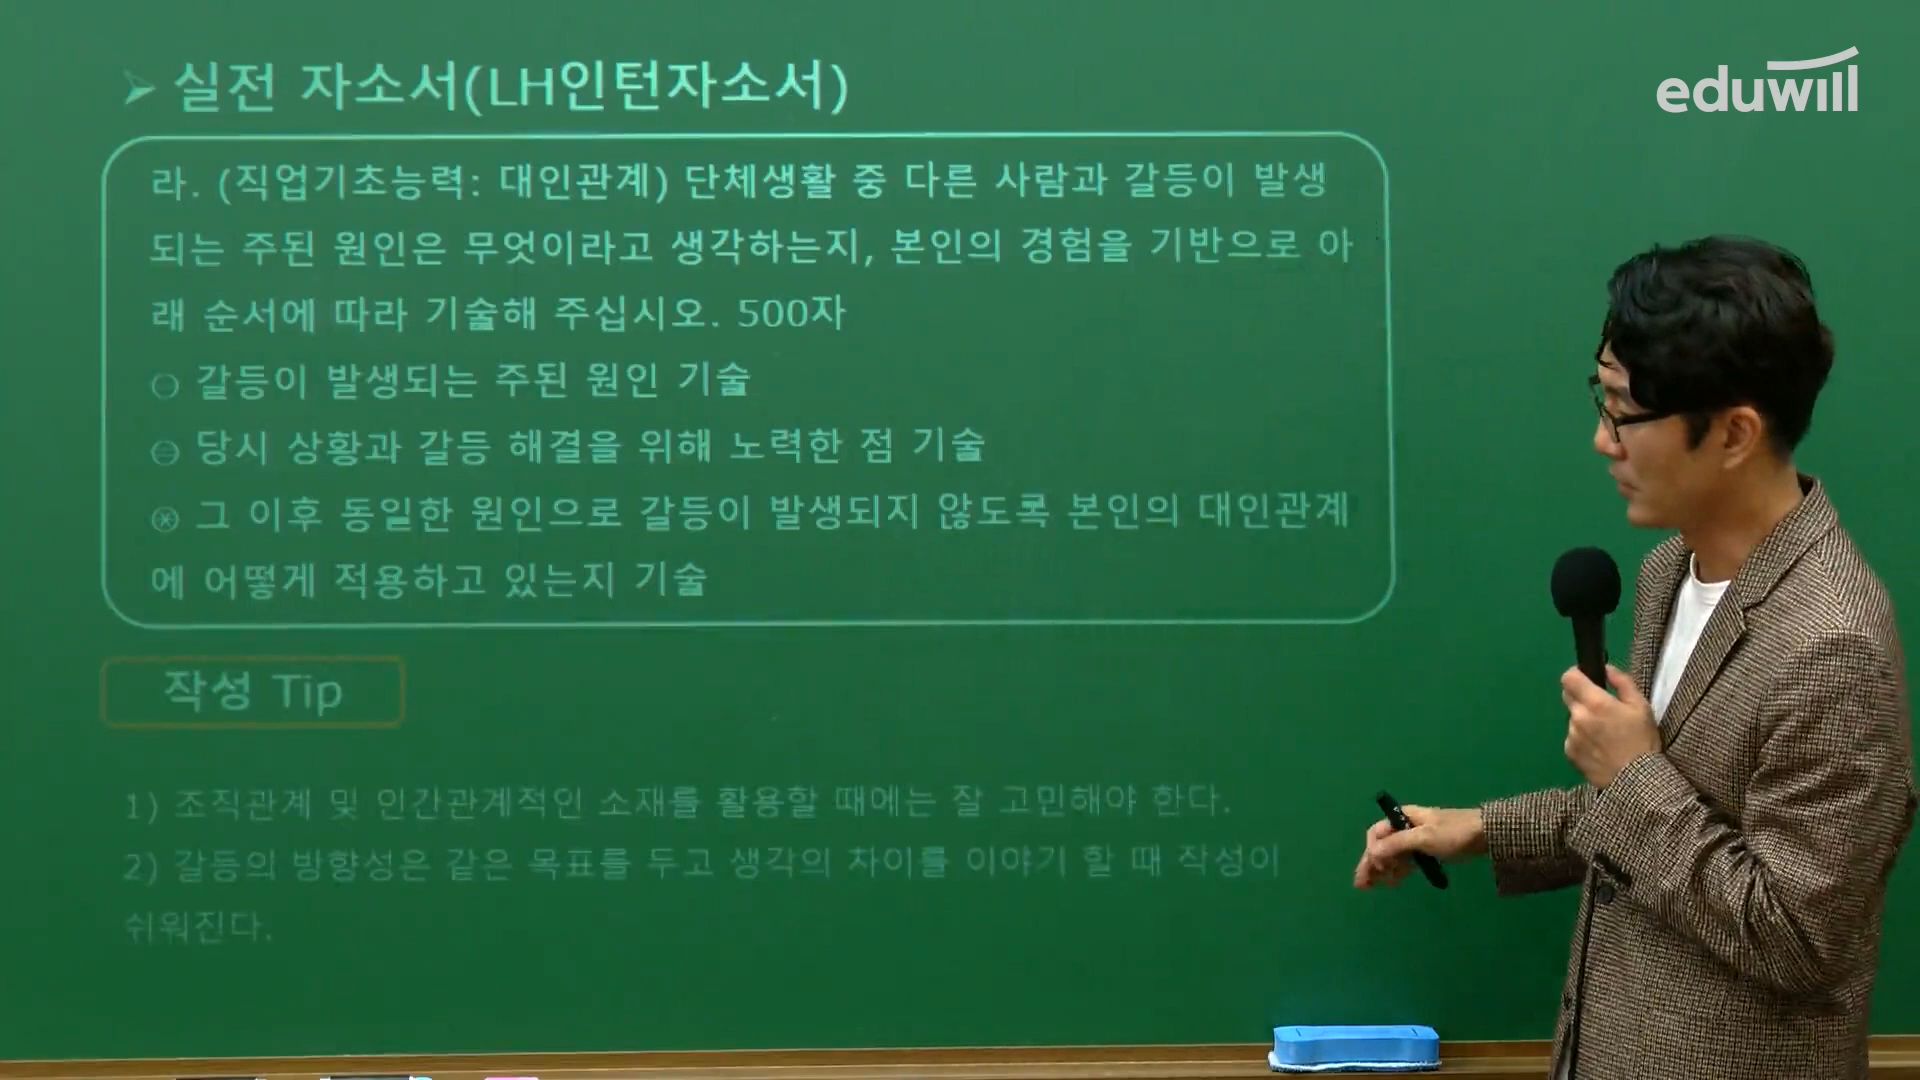 ➤ 실전 자소서(LH인턴자소서)
eduwill
라. (직업기초능력: 대인관계) 단체생활 중 다른 사람과 갈등이 발생
되는 주된 원인은 무엇이라고 생각하는지, 본인의 경험을 기반으로 아
래 순서에 따라 기술해 주십시오. 500자
㊀ 갈등이 발생되는 주된 원인 기술
㊁ 당시 상황과 갈등 해결을 위해 노력한 점 기술
그 이후 동일한 원인으로 갈등이 발생되지 않도록 본인의 대인관계
에 어떻게 적용하고 있는지 기술
작성 Tip
1) 조직관계 및 인간관계적인 소재를 활용할 때에는 잘 고민해야 한다.
2) 갈등의 방향성은 같은 목표를 두고 생각의 차이를 이야기 할 때 작성이
쉬워진다.